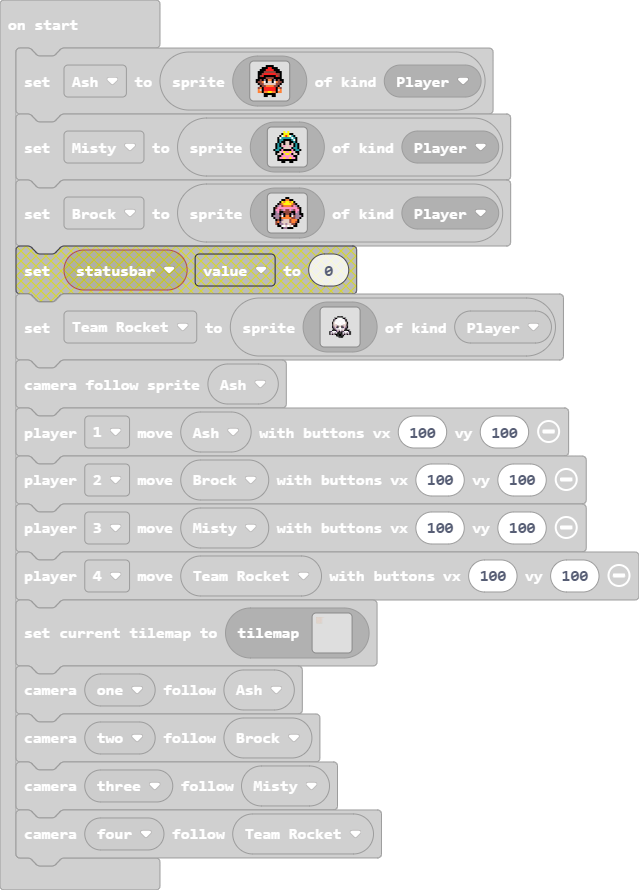 on start
set Ash to sprite of kind Player
set Misty to sprite of kind Player
set Brock to sprite of kind Player
set statusbar value to 0
set Team Rocket to sprite of kind Player
camera follow sprite Ash
player 1 move Ash with buttons vx 100 vy 100
player 2 move Brock with buttons vx 100 vy 100
player 3 move Misty with buttons vx 100 vy 100
player 4 move Team Rocket with buttons vx 100 vy 100
set current tilemap to tilemap
camera one follow Ash
camera two follow Brock
camera three follow Misty
camera four follow Team Rocket